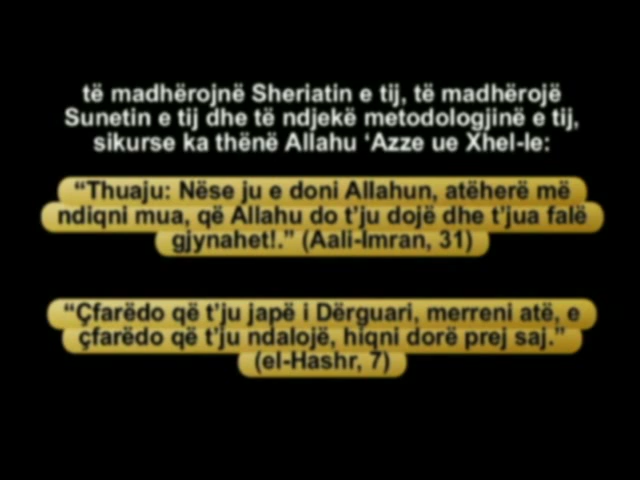 të madhërojnë Sheriatin e tij, të madhërojë
Sunetin e tij dhe të ndjekë metodologjinë e tij,
sikurse ka thënë Allahu ‘Azze ue Xhel-le:
“Thuaju: Nëse ju e doni Allahun, atëherë më
ndiqni mua, që Allahu do t’ju dojë dhe t’jua falë
gjynahet!.” (Aali-Imran, 31)
“Çfarëdo që t’ju japë i Dërguari, merreni atë, e
çfarëdo që t’ju ndalojë, hiqni dorë prej saj.”
(el-Hashr, 7)